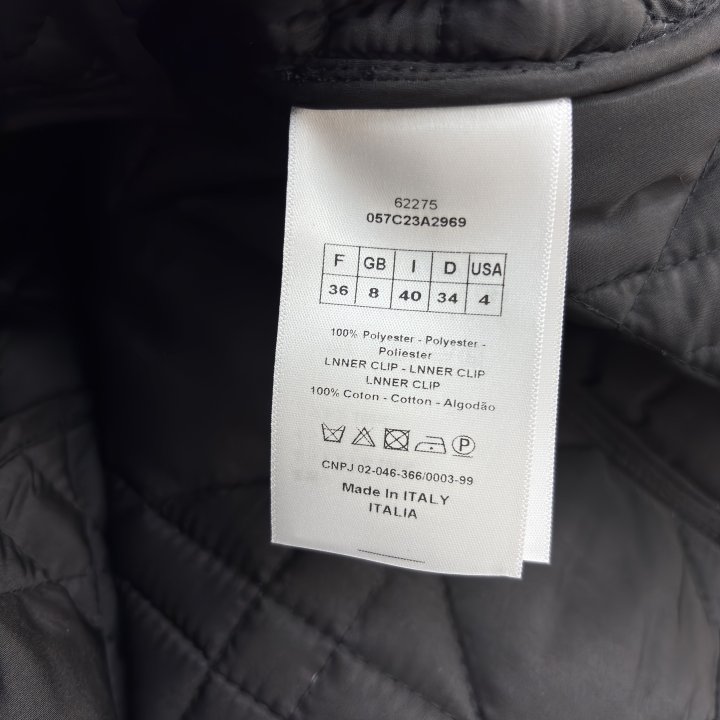 62275
057C23A2969
F GB I D USA
36 8 40 34 4
100% Polyester - Polyester -
Poliester
LNNER CLIP - LNNER CLIP
LNNER CLIP
100% Coton - Cotton - Algodão
P
CNPJ 02-046-366/0003-99
Made In ITALY
ITALIA